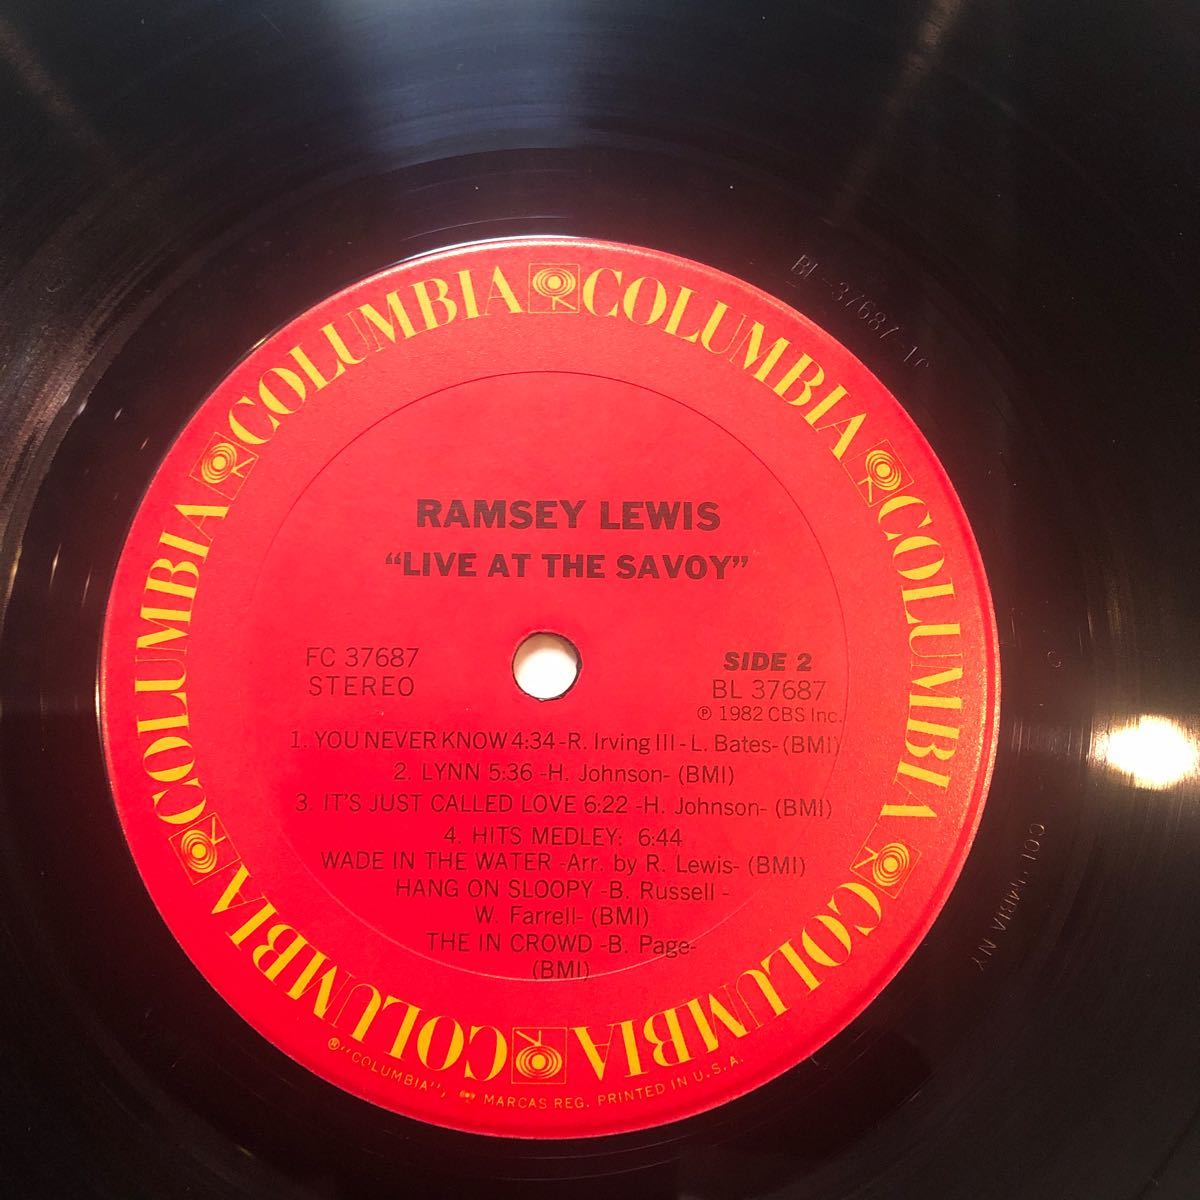 COLUMBIA COLUMBIA COLUMBIA COLUMBIA COLUMBIA COLUMBIA
BL-37687-1C
RAMSEY LEWIS
“LIVE AT THE SAVOY”
FC 37687
STEREO
SIDE 2
BL 37687
℗ 1982 CBS Inc.
1. YOU NEVER KNOW 4:34 -R. Irving III - L. Bates- (BMI)
2. LYNN 5:36 -H. Johnson- (BMI)
3. IT'S JUST CALLED LOVE 6:22 -H. Johnson- (BMI)
4. HITS MEDLEY: 6:44
WADE IN THE WATER -Arr. by R. Lewis- (BMI)
HANG ON SLOOPY -B. Russell -
W. Farrell- (BMI)
THE IN CROWD -B. Page-
(BMI)
® "COLUMBIA", MARCAS REG. PRINTED IN U.S.A.
COLUMBIA NY